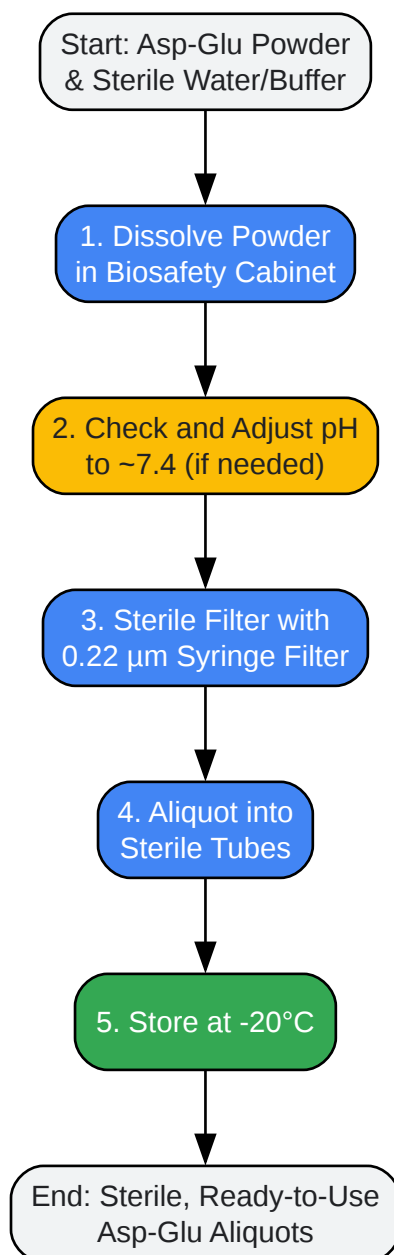 Start: Asp-Glu Powder
& Sterile Water/Buffer
1. Dissolve Powder
in Biosafety Cabinet
2. Check and Adjust pH
to ~7.4 (if needed)
3. Sterile Filter with
0.22 µm Syringe Filter
4. Aliquot into
Sterile Tubes
5. Store at -20°C
End: Sterile, Ready-to-Use
Asp-Glu Aliquots